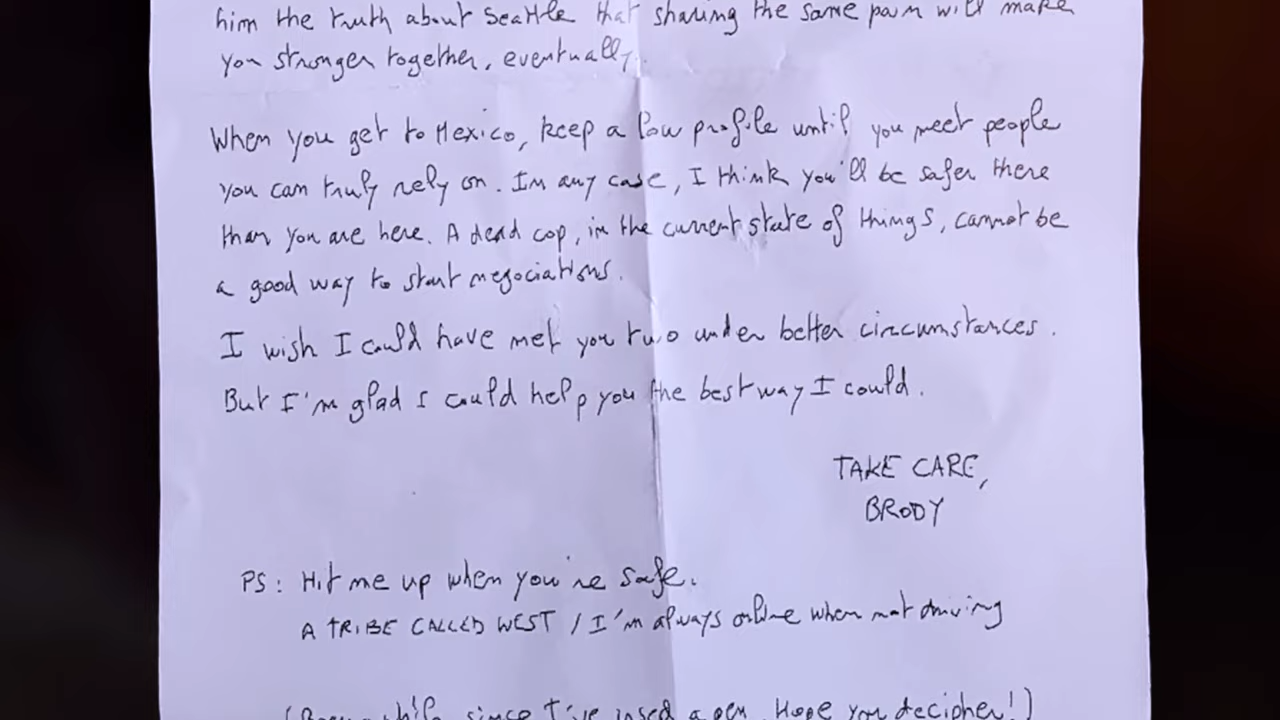 him the truth about Seattle that sharing the same pain will make
you stronger together, eventually.
When you get to Mexico, keep a low profile until you meet people
you can truly rely on. In any case, I think you'll be safer there
than you are here. A dead cop, in the current state of things, cannot be
a good way to start negociations.
I wish I could have met you two under better circumstances.
But I'm glad I could help you the best way I could.
TAKE CARE,
BRODY
PS: Hit me up when you're safe.
A TRIBE CALLED WEST / I'm always online when not driving
(Been a while since I've used a pen. Hope you decipher!)